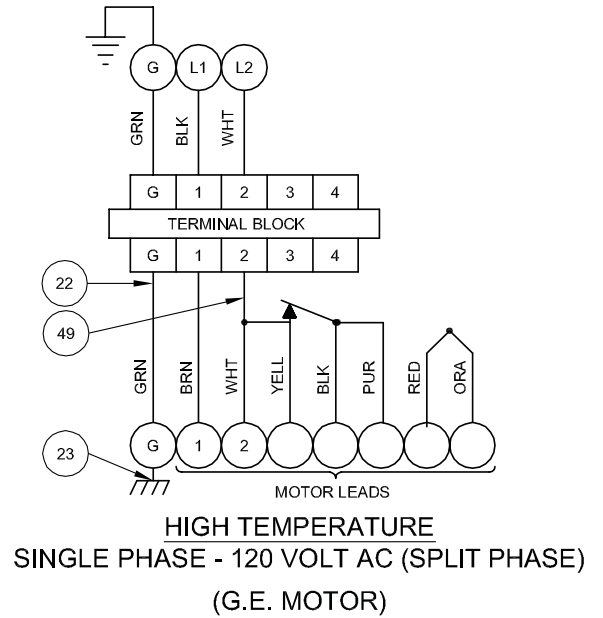 G L1 L2
GRN BLK WHT
G 1 2 3 4
TERMINAL BLOCK
G 1 2 3 4
22
49
GRN BRN WHT YELL BLK PUR RED ORA
G 1 2
23
MOTOR LEADS
HIGH TEMPERATURE
SINGLE PHASE - 120 VOLT AC (SPLIT PHASE)
(G.E. MOTOR)